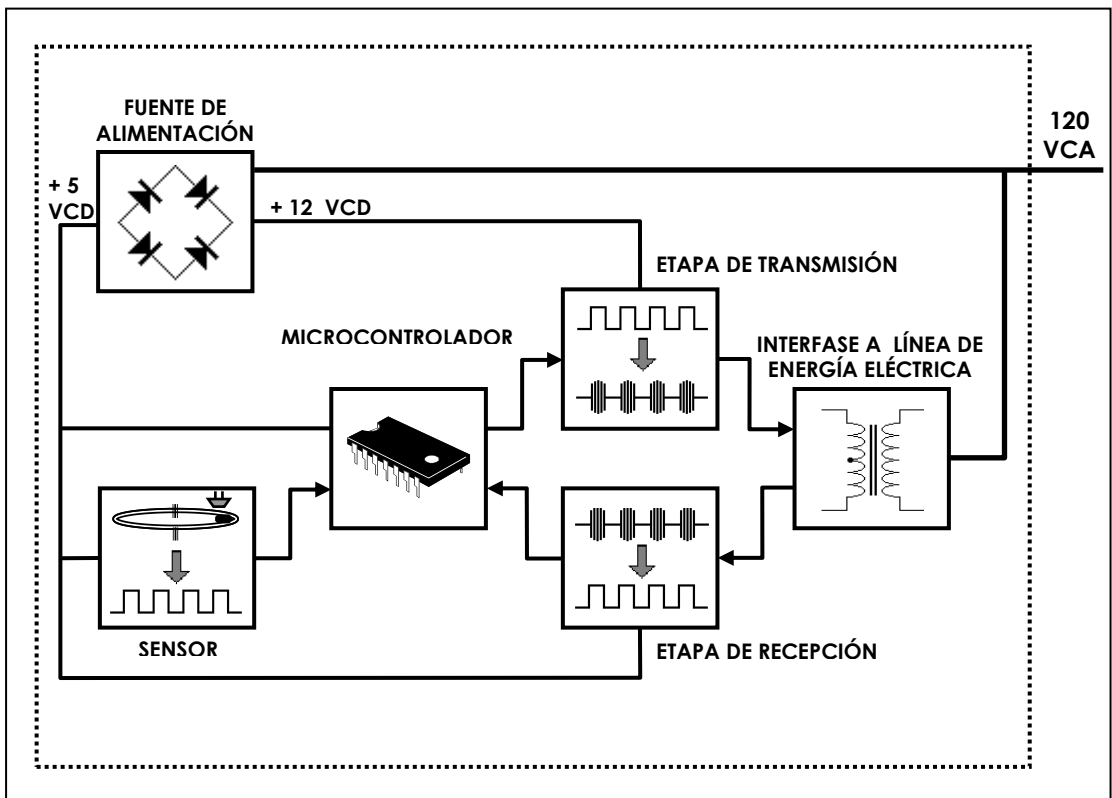 FUENTE DE
ALIMENTACIÓN
120
VCA
+ 5
VCD
+ 12 VCD
ETAPA DE TRANSMISIÓN
MICROCONTROLADOR
INTERFASE A LÍNEA DE
ENERGÍA ELÉCTRICA
SENSOR
ETAPA DE RECEPCIÓN